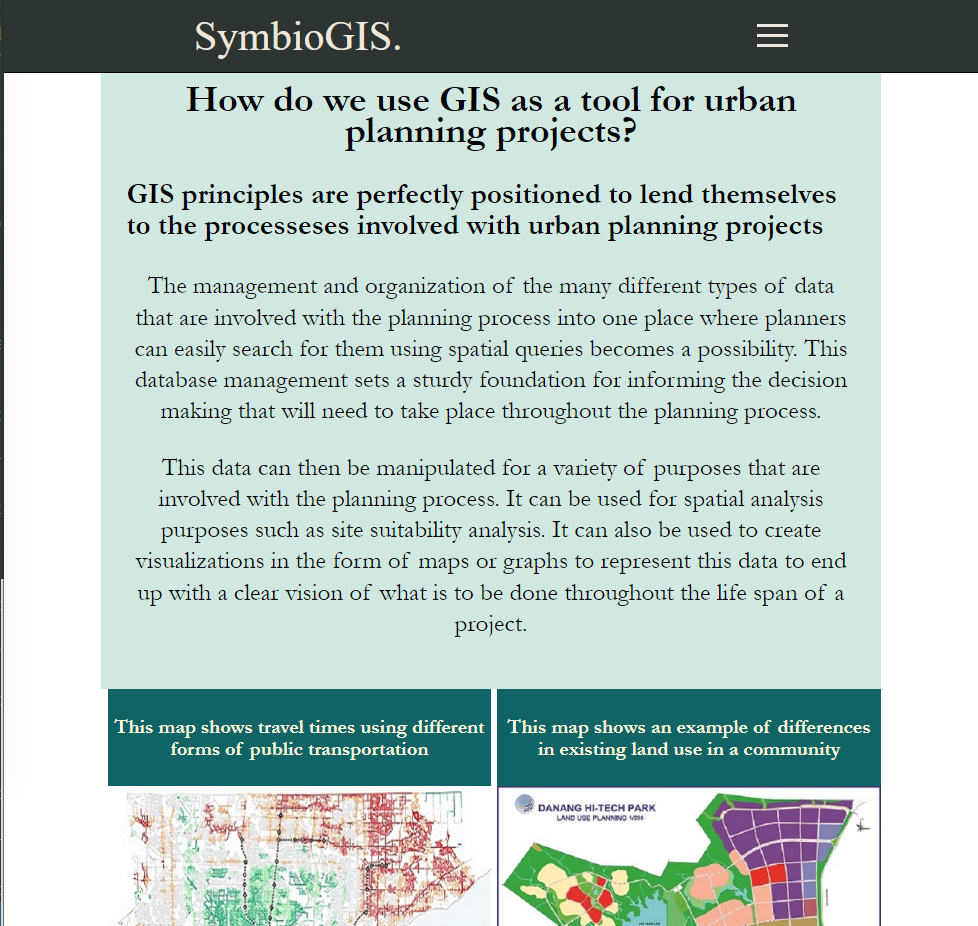 SymbioGIS.
How do we use GIS as a tool for urban
planning projects?
GIS principles are perfectly positioned to lend themselves
to the processeses involved with urban planning projects
The management and organization of the many different types of data
that are involved with the planning process into one place where planners
can easily search for them using spatial queries becomes a possibility. This
database management sets a sturdy foundation for informing the decision
making that will need to take place throughout the planning process.
This data can then be manipulated for a variety of purposes that are
involved with the planning process. It can be used for spatial analysis
purposes such as site suitability analysis. It can also be used to create
visualizations in the form of maps or graphs to represent this data to end
up with a clear vision of what is to be done throughout the life span of a
project.
This map shows travel times using different
forms of public transportation
This map shows an example of differences
in existing land use in a community
DANANG HI-TECH PARK
LAND USE PLANNING 1/500